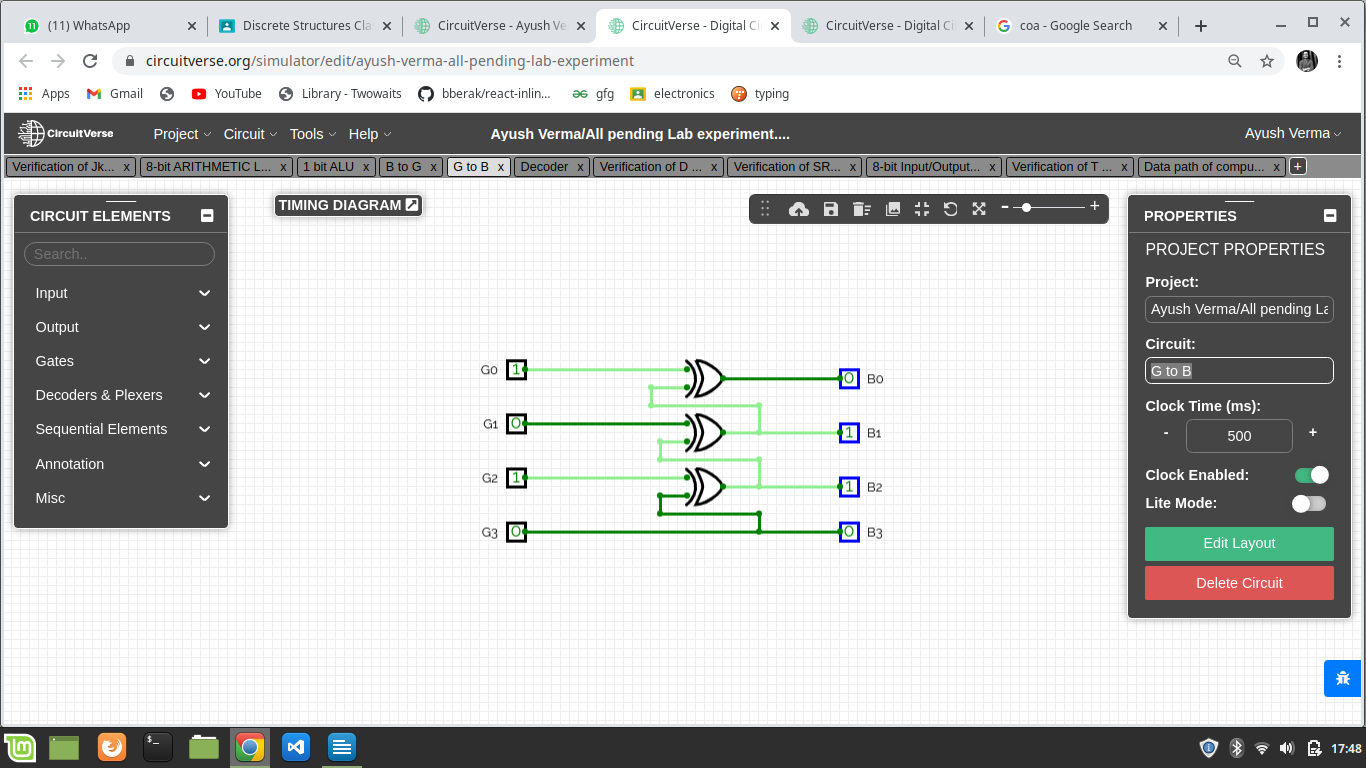 (11) WhatsApp
Discrete Structures Cla
CircuitVerse - Ayush Ve
CircuitVerse - Digital Ci
CircuitVerse - Digital Ci
coa - Google Search
circuitverse.org/simulator/edit/ayush-verma-all-pending-lab-experiment
Apps Gmail YouTube Library - Twowaits bberak/react-inlin... gfg electronics typing
CircuitVerse Project Circuit Tools Help Ayush Verma/All pending Lab experiment.... Ayush Verma
Verification of Jk... x 8-bit ARITHMETIC L... x 1 bit ALU x B to G x G to B x Decoder x Verification of D ... x Verification of SR... x 8-bit Input/Output... x Verification of T ... x Data path of compu... x +
CIRCUIT ELEMENTS
Search..
Input
Output
Gates
Decoders & Plexers
Sequential Elements
Annotation
Misc
TIMING DIAGRAM
G0 1 0 B0
G1 0 1 B1
G2 1 1 B2
G3 0 0 B3
PROPERTIES
PROJECT PROPERTIES
Project:
Ayush Verma/All pending La
Circuit:
G to B
Clock Time (ms):
- 500 +
Clock Enabled:
Lite Mode:
Edit Layout
Delete Circuit
17:48